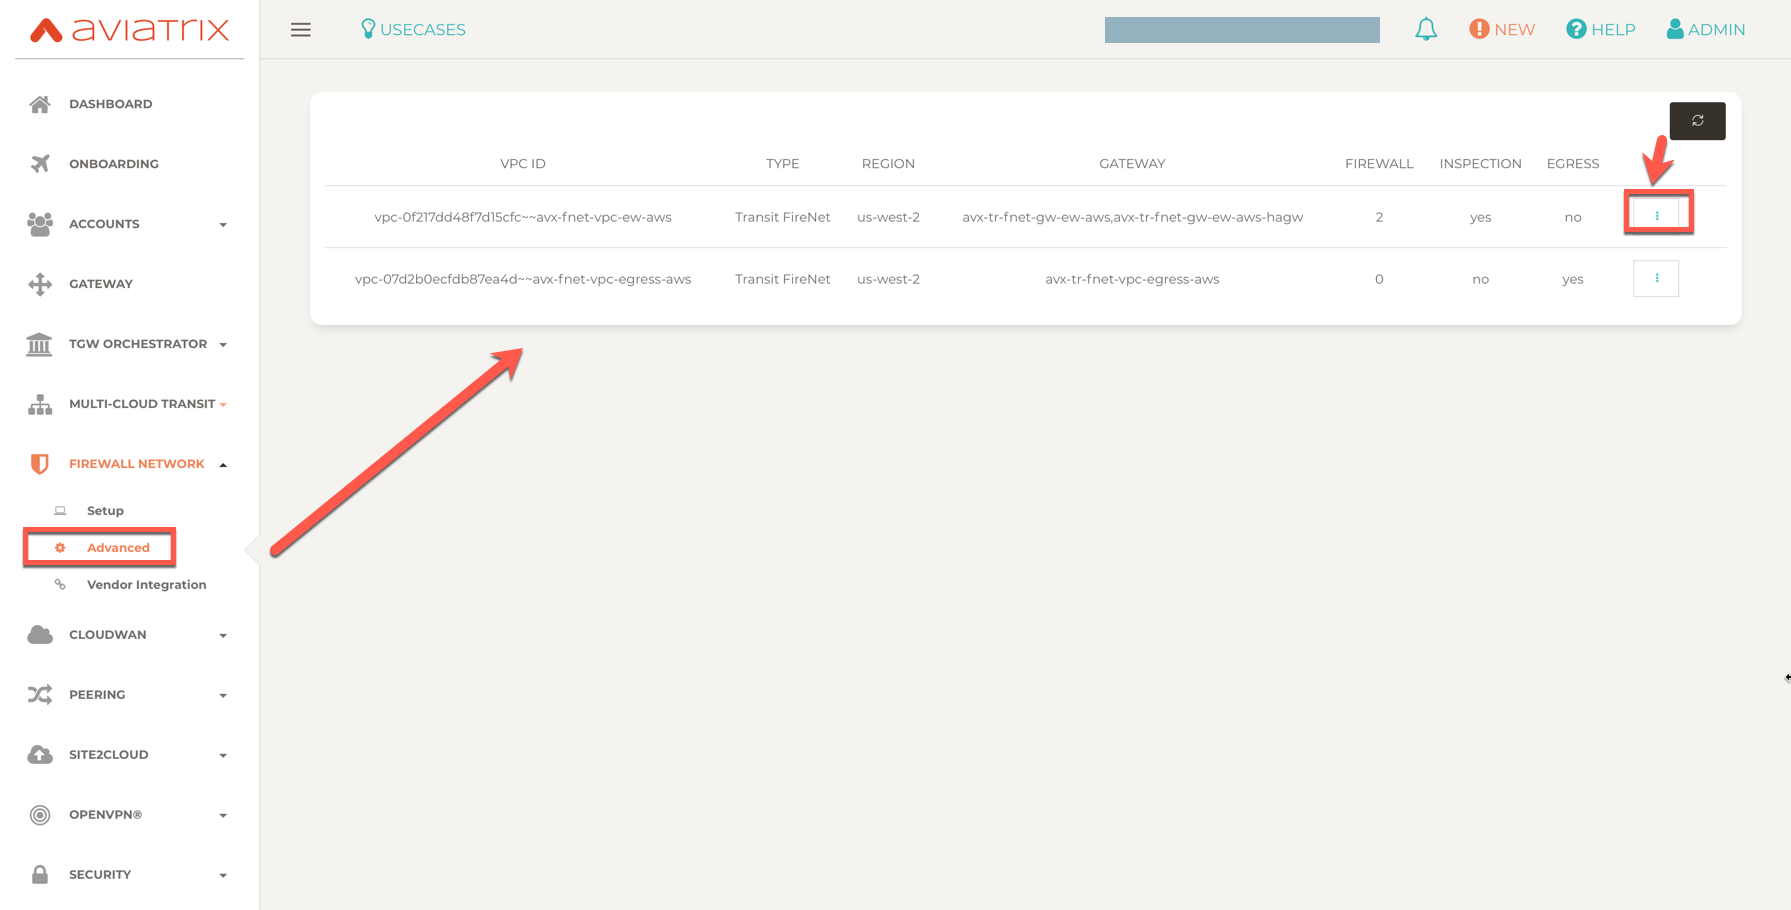 aviatrix
USECASES
NEW
HELP
ADMIN
DASHBOARD
ONBOARDING
ACCOUNTS
GATEWAY
TGW ORCHESTRATOR
MULTI-CLOUD TRANSIT
FIREWALL NETWORK
Setup
Advanced
Vendor Integration
CLOUDWAN
PEERING
SITE2CLOUD
OPENVPN®
SECURITY
VPC ID TYPE REGION GATEWAY FIREWALL INSPECTION EGRESS
vpc-0f217dd48f7d15cfc~~avx-fnet-vpc-ew-aws Transit FireNet us-west-2 avx-tr-fnet-gw-ew-aws,avx-tr-fnet-gw-ew-aws-hagw 2 yes no
vpc-07d2b0ecfdb87ea4d~~avx-fnet-vpc-egress-aws Transit FireNet us-west-2 avx-tr-fnet-vpc-egress-aws 0 no yes